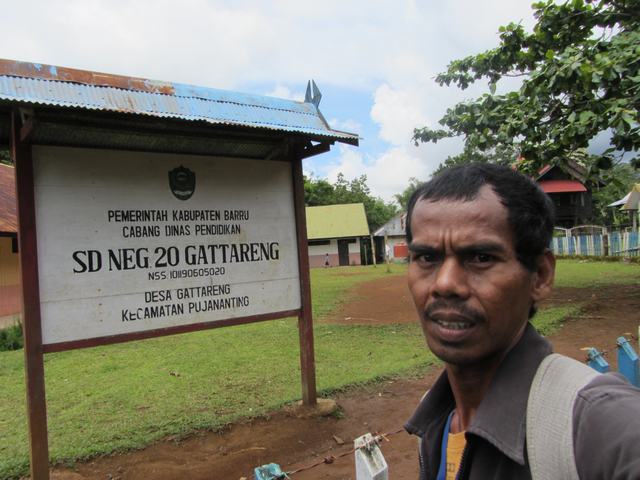 PEMERINTAH KABUPATEN BARRU
CABANG DINAS PENDIDIKAN
SD NEG 20 GATTARENG
NSS 101190605020
DESA GATTARENG
KECAMATAN PUJANANTING